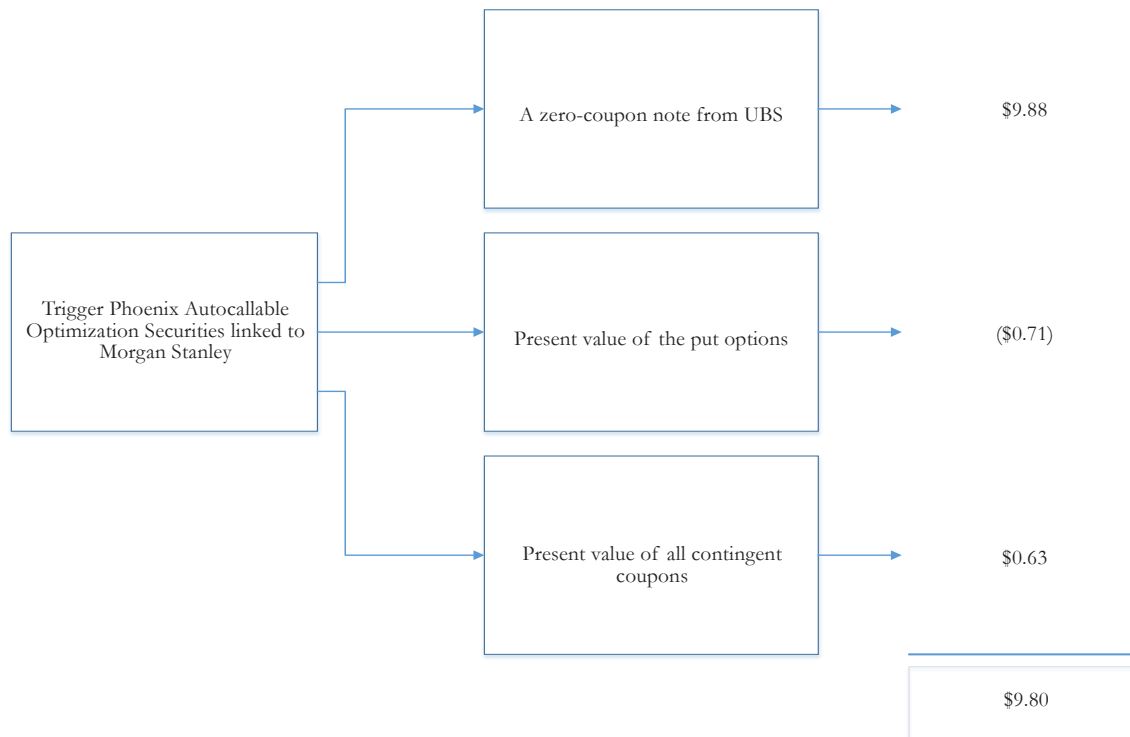 A zero-coupon note from UBS
$9.88
Trigger Phoenix Autocallable
Optimization Securities linked to
Morgan Stanley
Present value of the put options
($0.71)
Present value of all contingent
coupons
$0.63
$9.80